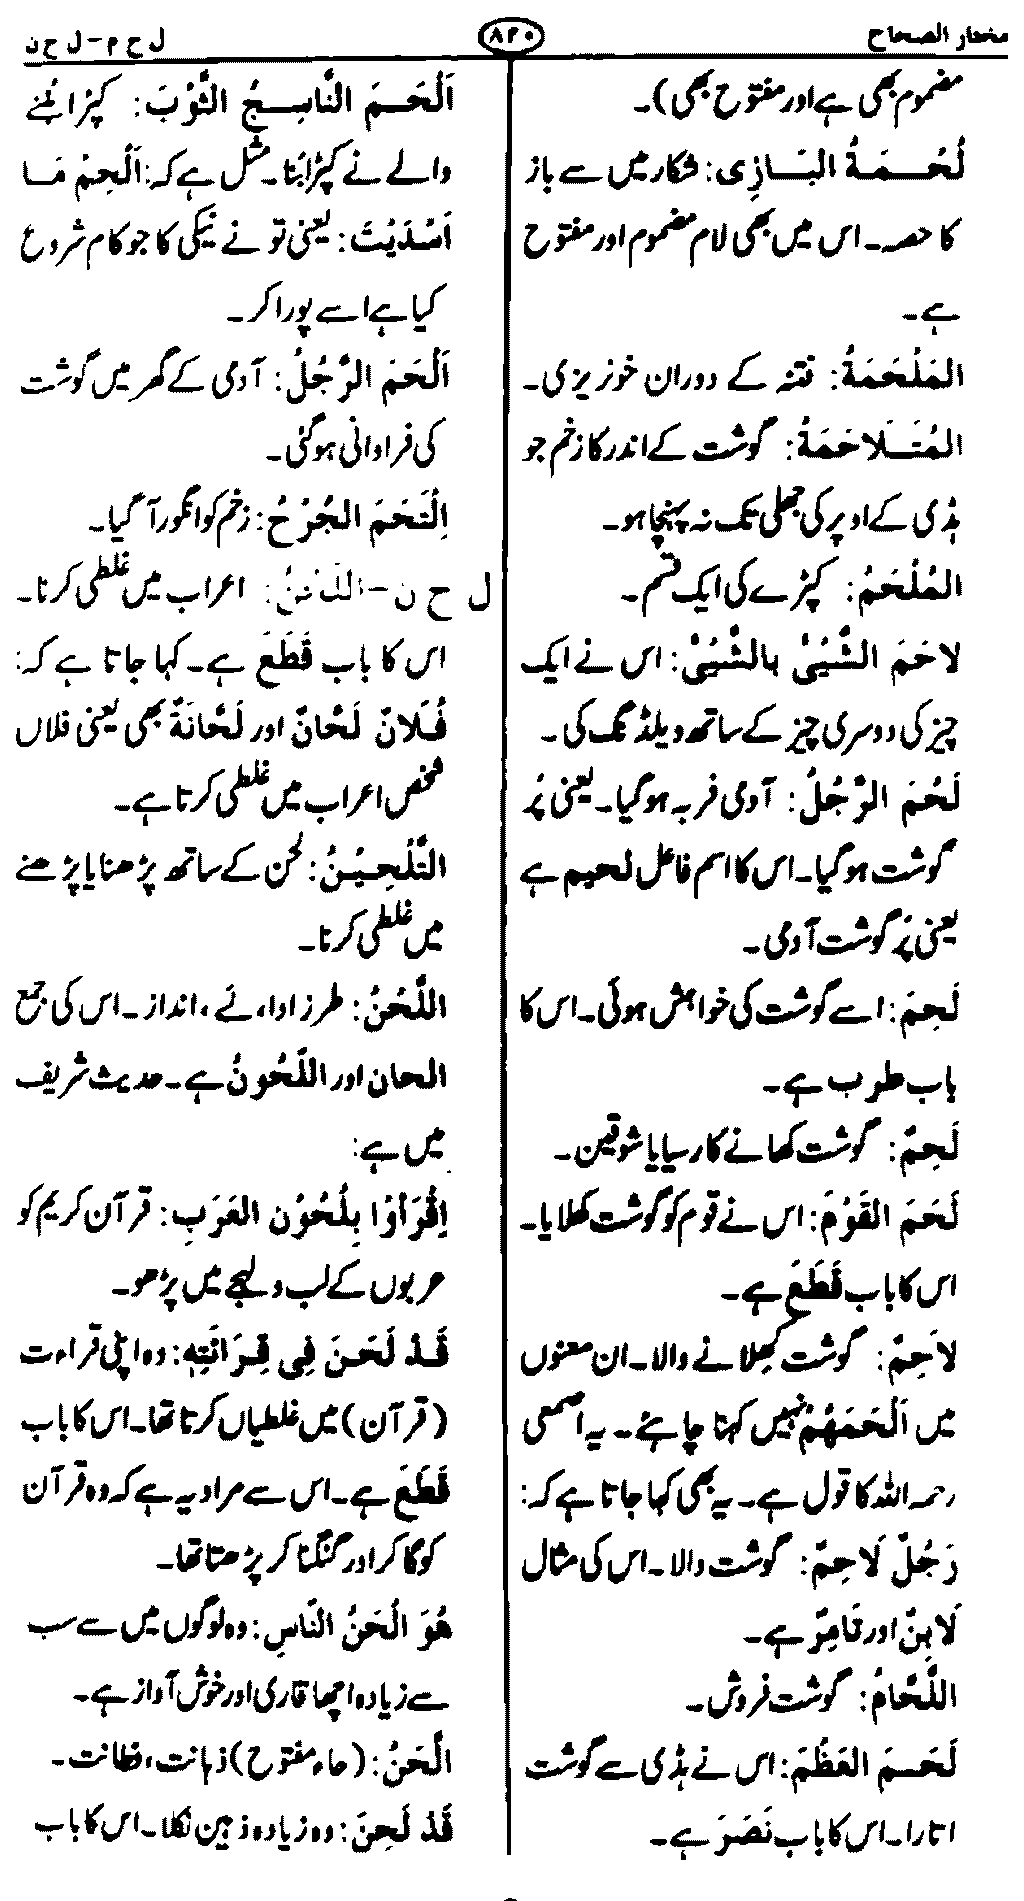 مختار الصحاح
۸۲۰
ل ح م – ل ح ن
مضموم بھی ہے اور مفتوح بھی)۔
لُحْمَةُ البَازِی: شکار میں سے باز
کا حصہ۔ اس میں بھی لام مضموم اور مفتوح
ہے۔
المَلْحَمَةُ: فتنہ کے دوران خونریزی۔
المُتَلَاحَمَةُ: گوشت کے اندر کا زخم جو
ہڈی کے اوپر کی جھلی تک نہ پہنچا ہو۔
المُلْحَمُ: کپڑے کی ایک قسم۔
لاحَمَ الشَّيْئَ بالشَّيْئِ: اس نے ایک
چیز کی دوسری چیز کے ساتھ ویلڈنگ کی۔
لَحُمَ الرَّجُلُ: آدمی فربہ ہو گیا۔ یعنی پُر
گوشت ہو گیا۔ اس کا اسم فاعل لحیم ہے
یعنی پُر گوشت آدمی۔
لَحِمَ: اسے گوشت کی خواہش ہوئی۔ اس کا
باب طرب ہے۔
لَحِمٌ: گوشت کھانے کا رسیا یا شوقین۔
لَحَمَ القَوْمَ: اس نے قوم کو گوشت کھلایا۔
اس کا باب قَطَعَ ہے۔
لاَحِمٌ: گوشت کھلانے والا۔ ان معنوں
میں اَلْحَمَهُمْ نہیں کہنا چاہئے۔ یہ اصمعی
رحمہ اللہ کا قول ہے۔ یہ بھی کہا جاتا ہے کہ:
رَجُلٌ لَاحِمٌ: گوشت والا۔ اس کی مثال
لَابِنٌ اور تَامِرٌ ہے۔
اللَّحَّامُ: گوشت فروش۔
لَحَمَ العَظْمَ: اس نے ہڈی سے گوشت
اتارا۔ اس کا باب نَصَرَ ہے۔
اَلْحَمَ النَّاسِجُ الثَّوْبَ: کپڑا بُننے
والے نے کپڑا بُنا۔ مثل ہے کہ: اَلْحِمْ مَا
اَسْدَيْتَ: یعنی تو نے نیکی کا جو کام شروع
کیا ہے اسے پورا کر۔
اَلْحَمَ الرَّجُلُ: آدمی کے گھر میں گوشت
کی فراوانی ہو گئی۔
اِلْتَحَمَ الجُرْحُ: زخم کو انگور آ گیا۔
ل ح ن – اللَّحْنُ: اعراب میں غلطی کرنا۔
اس کا باب قَطَعَ ہے۔ کہا جاتا ہے کہ:
فُلَانٌ لَحَّانٌ اور لَحَّانَةٌ بھی یعنی فلاں
شخص اعراب میں غلطی کرتا ہے۔
التَّلْحِيْنُ: لحن کے ساتھ پڑھنا یا پڑھنے
میں غلطی کرنا۔
اللَّحْنُ: طرز ادا، لَے، انداز۔ اس کی جمع
الحان اور اللُّحُونُ ہے۔ حدیث شریف
میں ہے:
اِقْرَأوْا بِلُحُوْن العَرَبِ: قرآن کریم کو
عربوں کے لب و لہجے میں پڑھو۔
قَدْ لَحَنَ فِی قِرَائَتِهِ: وہ اپنی قراءت
(قرآن) میں غلطیاں کرتا تھا۔ اس کا باب
قَطَعَ ہے۔ اس سے مراد یہ ہے کہ وہ قرآن
کو گا کر اور گنگنا کر پڑھتا تھا۔
هُوَ الْحَنُ النَّاسِ: وہ لوگوں میں سے سب
سے زیادہ اچھا قاری اور خوش آواز ہے۔
الَّحَنُ: (حاء مفتوح) ذہانت، فطانت۔
قَدْ لَحِنَ: وہ زیادہ ذہین نکلا۔ اس کا باب